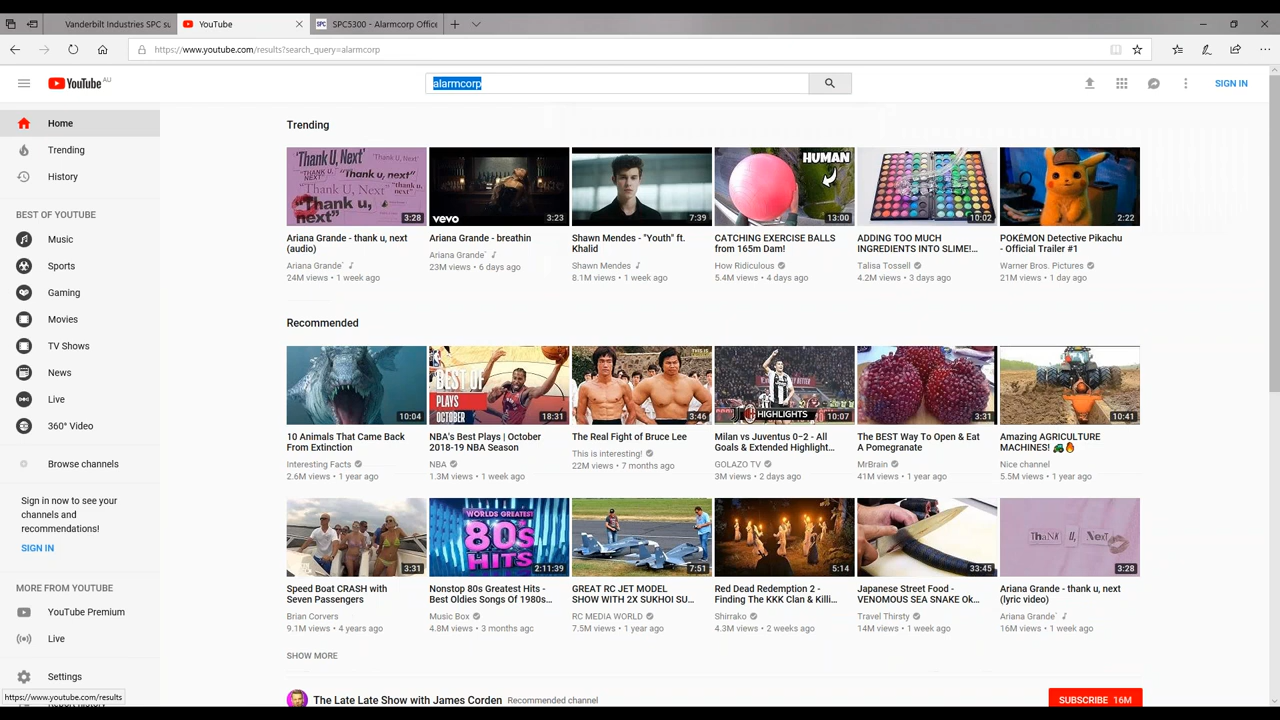 Vanderbilt Industries SPC su
YouTube
SPC
SPC5300 - Alarmcorp Office
https://www.youtube.com/results?search_query=alarmcorp
YouTube AU
alarmcorp
SIGN IN
Home
Trending
History
BEST OF YOUTUBE
Music
Sports
Gaming
Movies
TV Shows
News
Live
360° Video
Browse channels
Sign in now to see your
channels and
recommendations!
SIGN IN
MORE FROM YOUTUBE
YouTube Premium
Live
Settings
https://www.youtube.com/results
Trending
3:28
vevo
3:23
7:39
HUMAN
13:00
10:02
2:22
Ariana Grande - thank u, next
(audio)
Ariana Grande
24M views • 1 week ago
Ariana Grande - breathin
Ariana Grande
23M views • 6 days ago
Shawn Mendes - "Youth" ft.
Khalid
Shawn Mendes
8.1M views • 1 week ago
CATCHING EXERCISE BALLS
from 165m Dam!
How Ridiculous
5.4M views • 4 days ago
ADDING TOO MUCH
INGREDIENTS INTO SLIME!...
Talisa Tossell
4.2M views • 3 days ago
POKÉMON Detective Pikachu
- Official Trailer #1
Warner Bros. Pictures
21M views • 1 day ago
Recommended
10:04
BEST OF
PLAYS
OCTOBER
18:31
3:46
HIGHLIGHTS
10:07
3:31
10:41
10 Animals That Came Back
From Extinction
Interesting Facts
2.6M views • 1 year ago
NBA's Best Plays | October
2018-19 NBA Season
NBA
1.3M views • 1 week ago
The Real Fight of Bruce Lee
This is interesting!
22M views • 7 months ago
Milan vs Juventus 0-2 - All
Goals & Extended Highlight...
GOLAZO TV
3M views • 2 days ago
The BEST Way To Open & Eat
A Pomegranate
MrBrain
41M views • 1 year ago
Amazing AGRICULTURE
MACHINES! 🚜🔥
Nice channel
5.5M views • 1 year ago
3:31
WORLDS GREATEST
80s
HITS
2:11:39
7:51
5:14
33:45
ThaNK U, NexT
3:28
Speed Boat CRASH with
Seven Passengers
Brian Corvers
9.1M views • 4 years ago
Nonstop 80s Greatest Hits -
Best Oldies Songs Of 1980s...
Music Box
4.8M views • 3 months ago
GREAT RC JET MODEL
SHOW WITH 2X SUKHOI SU...
RC MEDIA WORLD
7.5M views • 1 year ago
Red Dead Redemption 2 -
Finding The KKK Clan & Killi...
Shirrako
4.3M views • 2 weeks ago
Japanese Street Food -
VENOMOUS SEA SNAKE Ok...
Travel Thirsty
14M views • 1 week ago
Ariana Grande - thank u, next
(lyric video)
Ariana Grande
16M views • 1 week ago
SHOW MORE
The Late Late Show with James Corden Recommended channel
SUBSCRIBE 16M